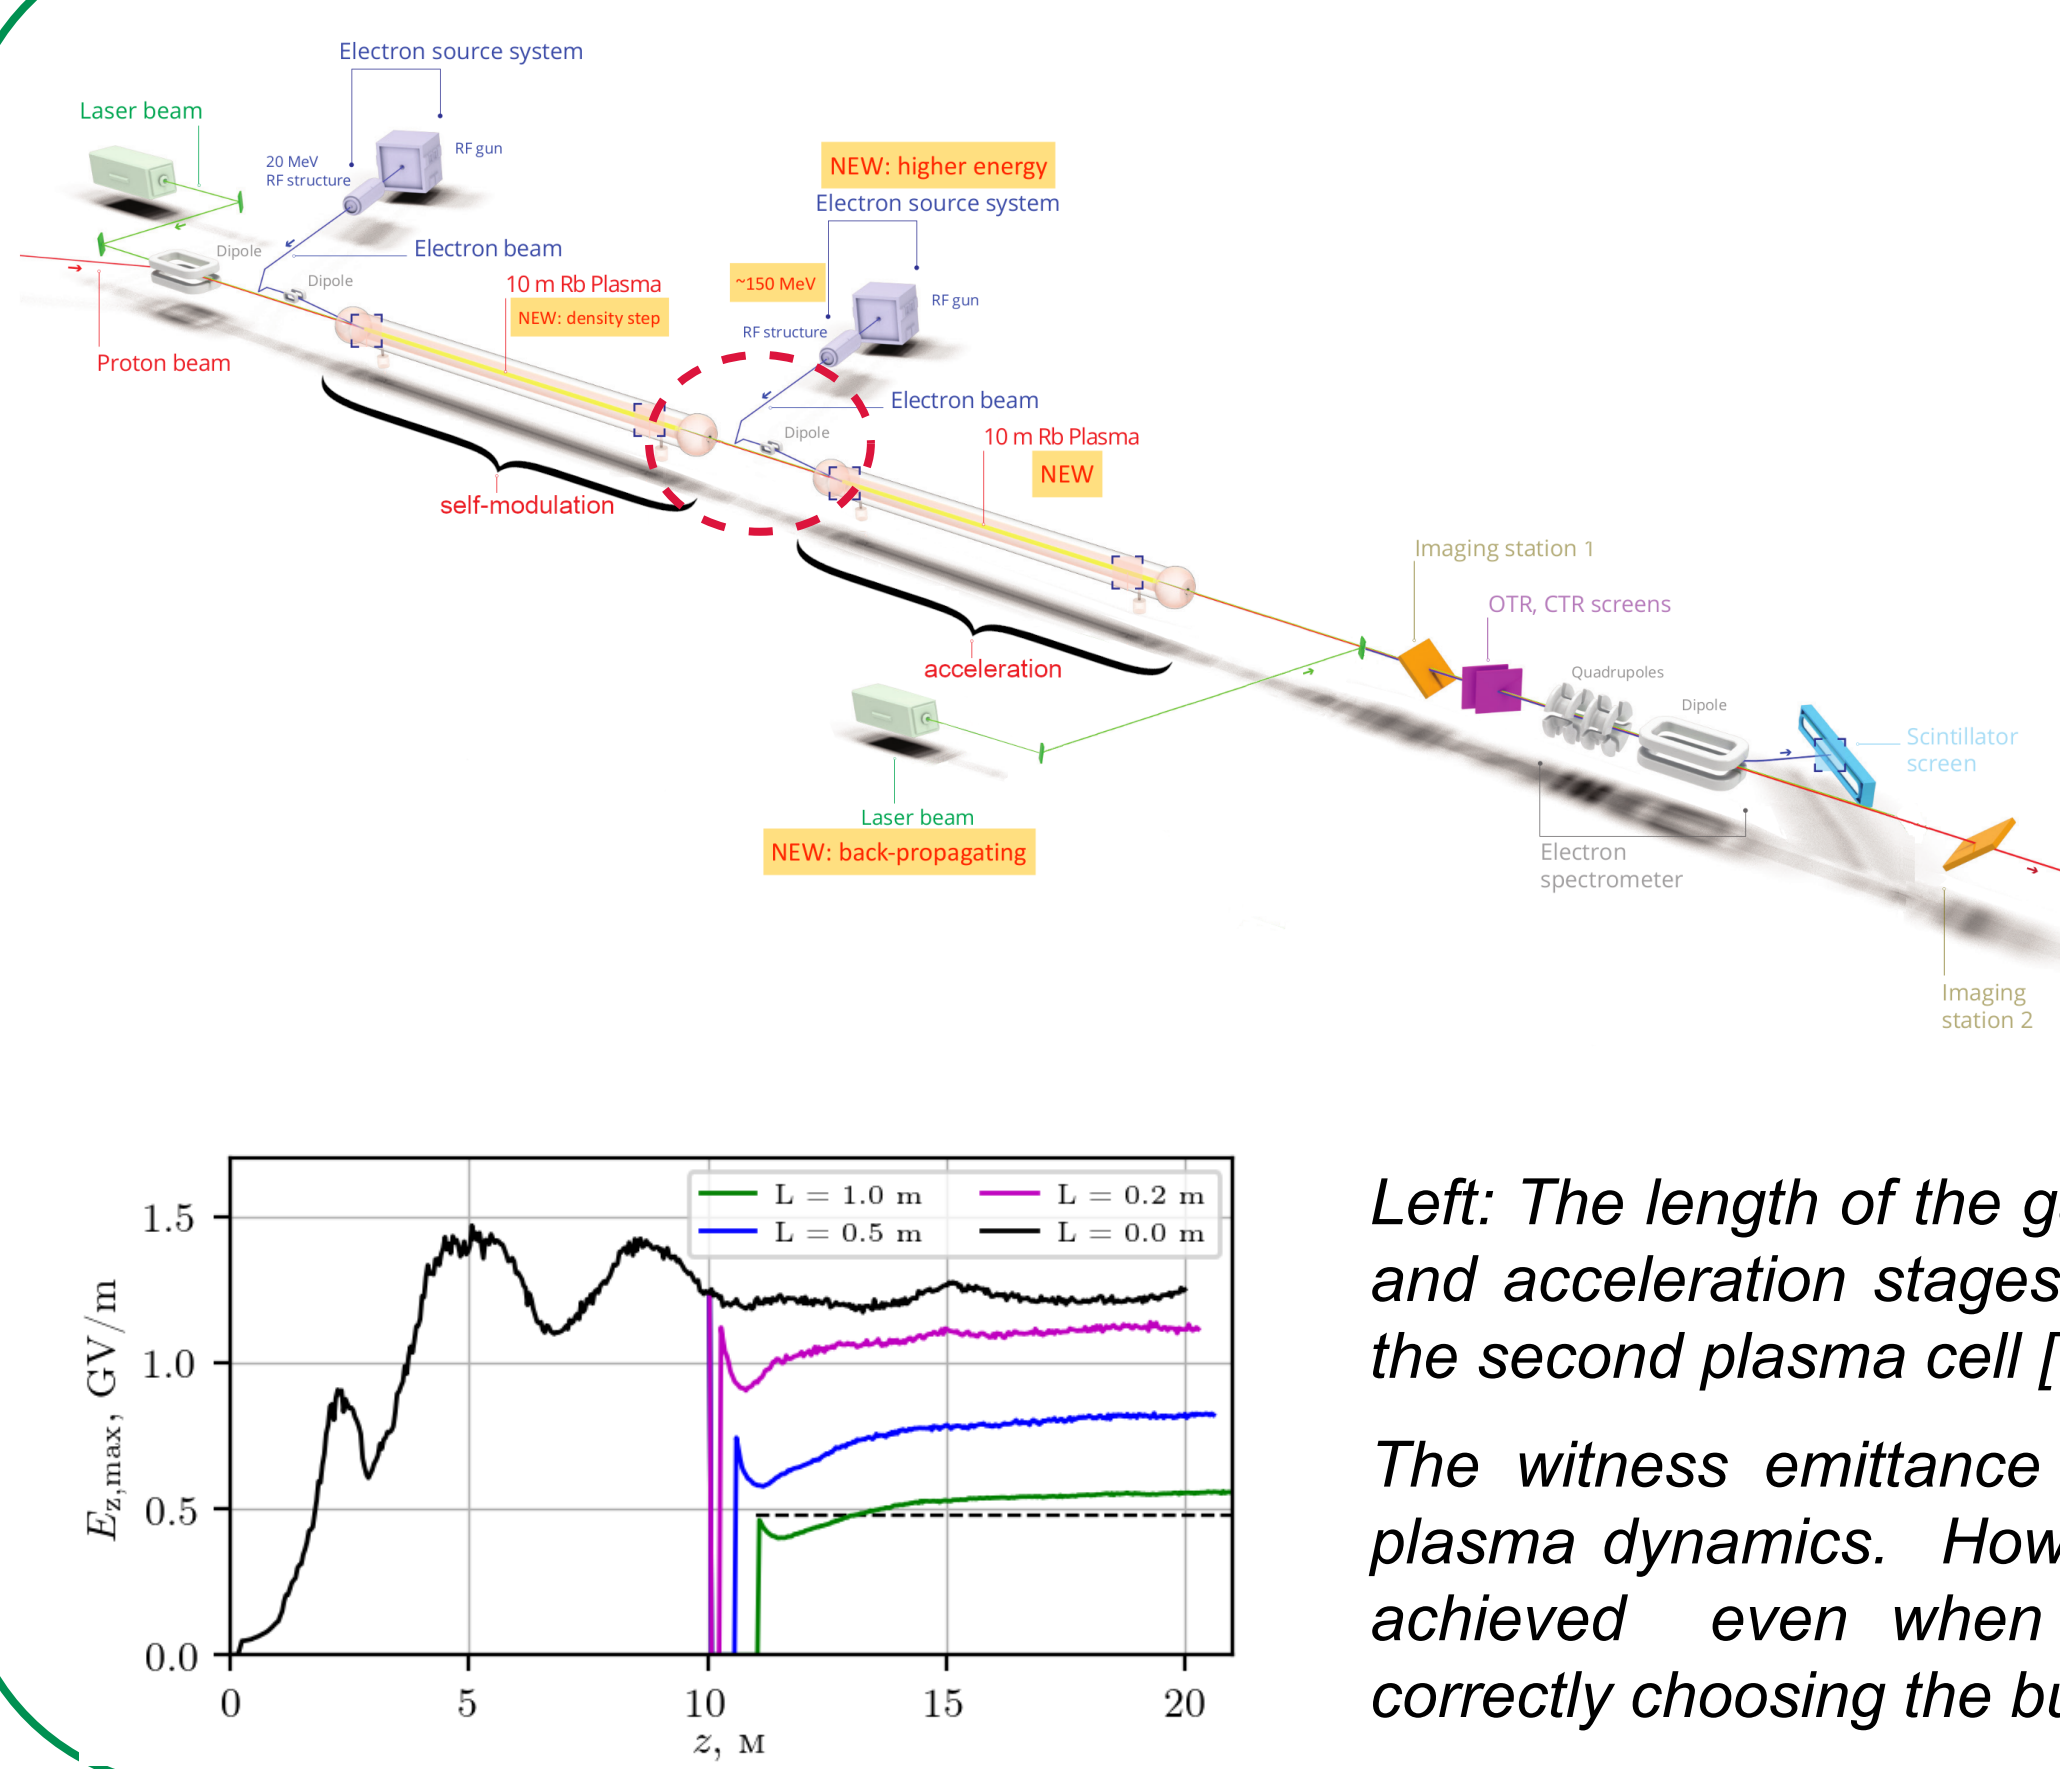 Electron source system
Laser beam
20 MeV
RF structure
RF gun
NEW: higher energy
Electron source system
Dipole
Electron beam
Dipole
10 m Rb Plasma
NEW: density step
~150 MeV
RF gun
RF structure
Proton beam
Electron beam
Dipole
10 m Rb Plasma
NEW
self-modulation
Imaging station 1
OTR, CTR screens
acceleration
Quadrupoles
Dipole
Scintillator
screen
Laser beam
NEW: back-propagating
Electron
spectrometer
Imaging
station 2
L = 1.0 m
L = 0.2 m
L = 0.5 m
L = 0.0 m
1.5
1.0
0.5
0.0
Ez,max, GV/m
0
5
10
15
20
z, м
Left: The length of the
and acceleration stages
the second plasma cell [
The witness emittance
plasma dynamics. How
achieved even when
correctly choosing the